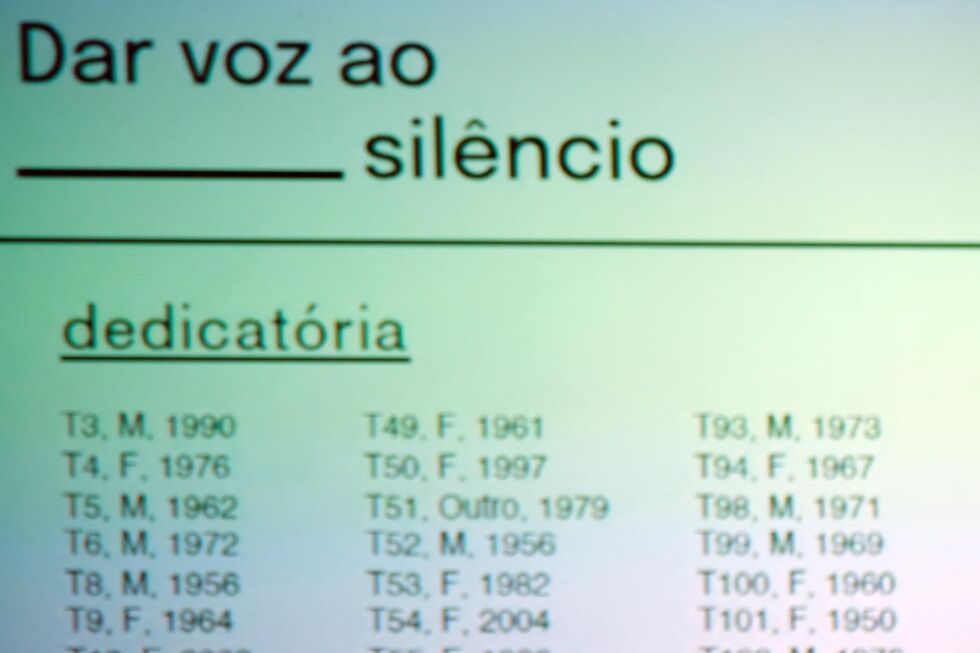 Dar voz ao
silêncio
dedicatória
T3, M, 1990
T4, F, 1976
T5, M, 1962
T6, M, 1972
T8, M, 1956
T9, F, 1964
T49, F, 1961
T50, F, 1997
T51, Outro, 1979
T52, M, 1956
T53, F, 1982
T54, F, 2004
T93, M, 1973
T94, F, 1967
T98, M, 1971
T99, M, 1969
T100, F, 1960
T101, F, 1950